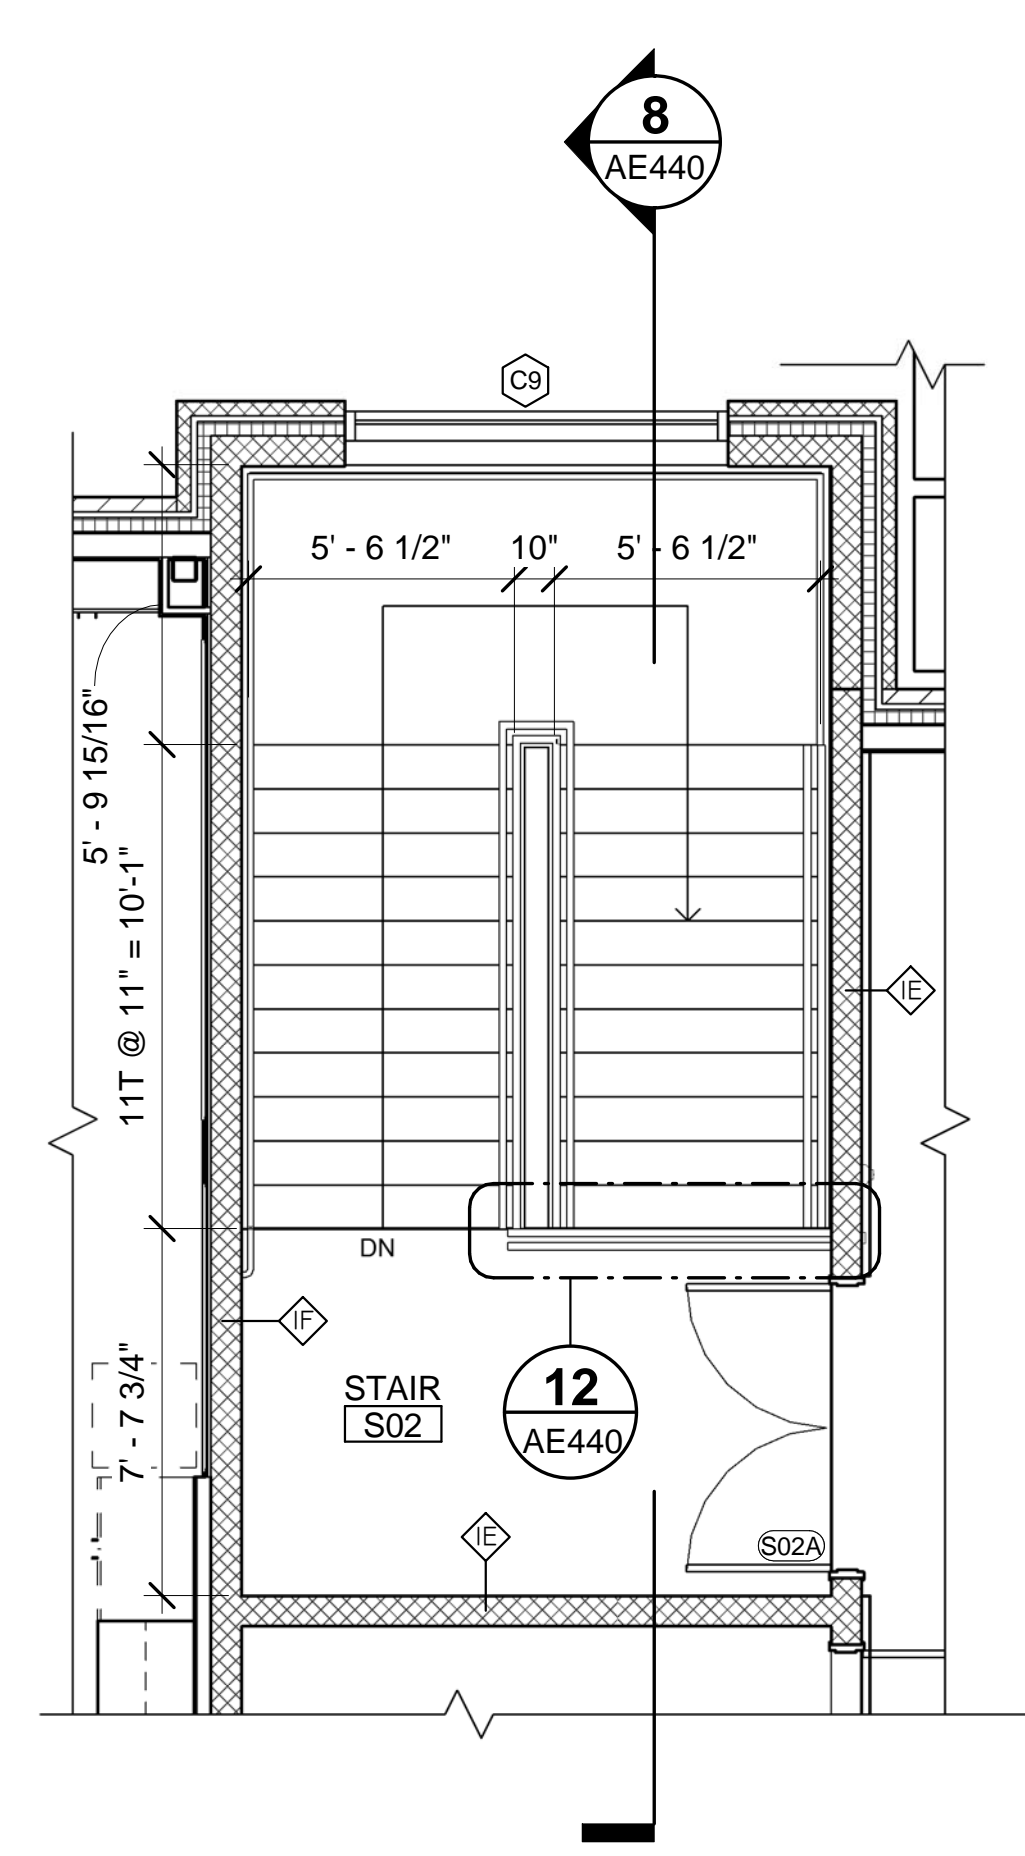 8
AE440
C9
5' - 6 1/2"
10"
5' - 6 1/2"
5' - 9 15/16"
11T @ 11" = 10'-1"
IE
DN
IF
7' - 7 3/4"
STAIR
S02
12
AE440
IE
S02A